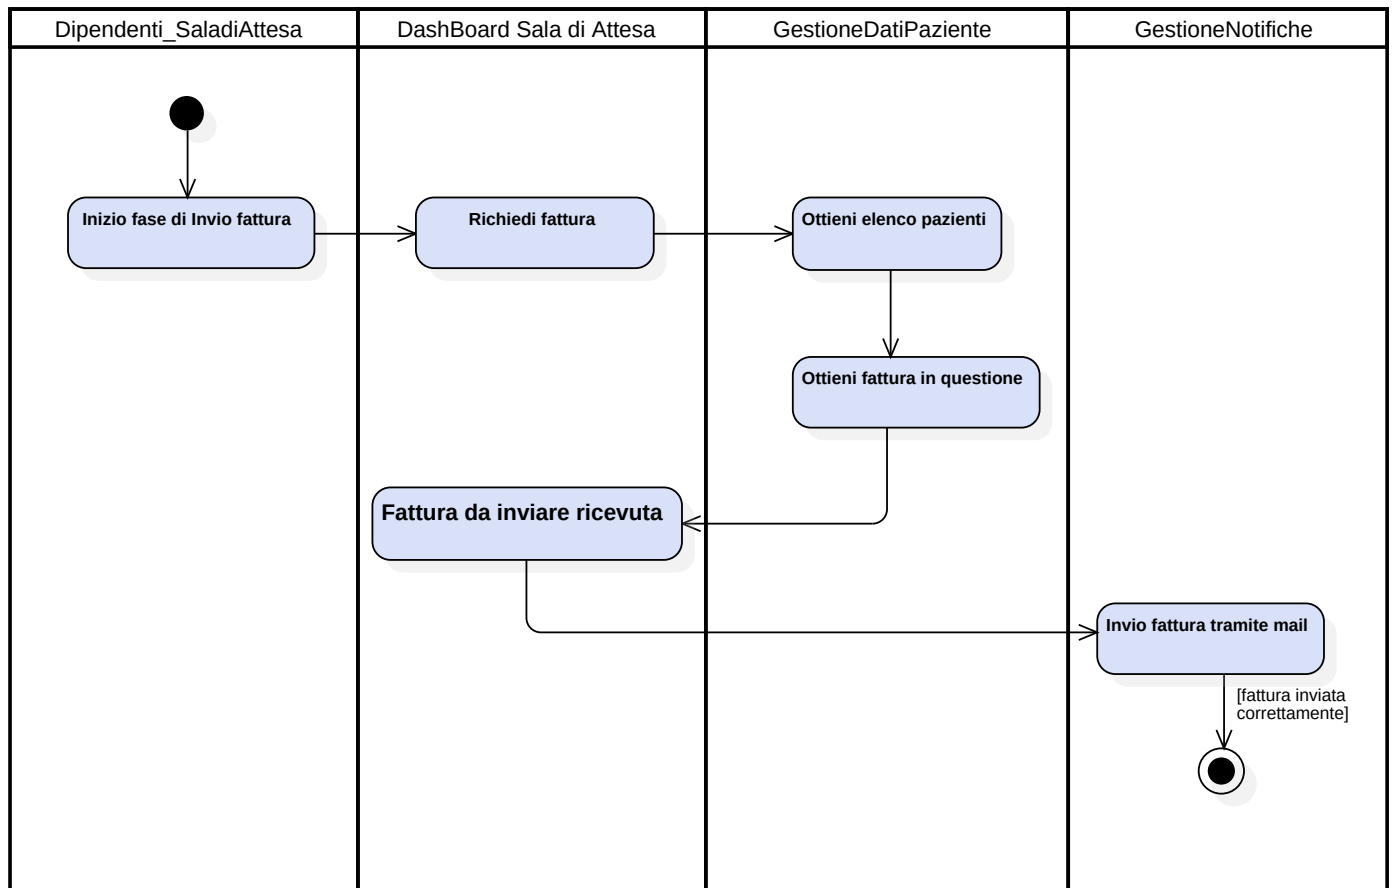 Dipendenti_SaladiAttesa
DashBoard Sala di Attesa
GestioneDatiPaziente
GestioneNotifiche
Inizio fase di Invio fattura
Richiedi fattura
Ottieni elenco pazienti
Ottieni fattura in questione
Fattura da inviare ricevuta
Invio fattura tramite mail
[fattura inviata
correttamente]